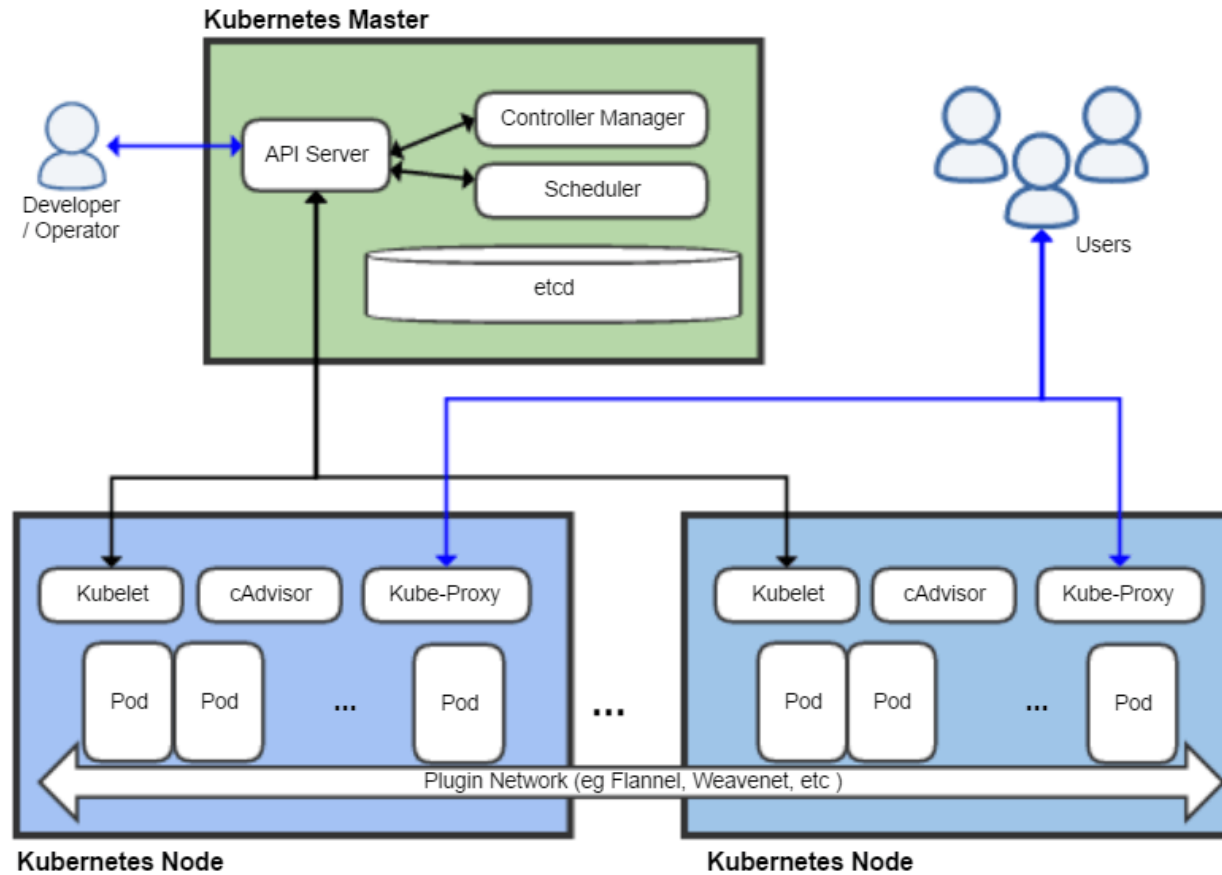 Kubernetes Master
Controller Manager
API Server
Scheduler
Developer
/ Operator
Users
etcd
Kubelet
cAdvisor
Kube-Proxy
Kubelet
cAdvisor
Kube-Proxy
Pod
Pod
...
Pod
...
Pod
Pod
...
Pod
Plugin Network (eg Flannel, Weavenet, etc )
Kubernetes Node
Kubernetes Node